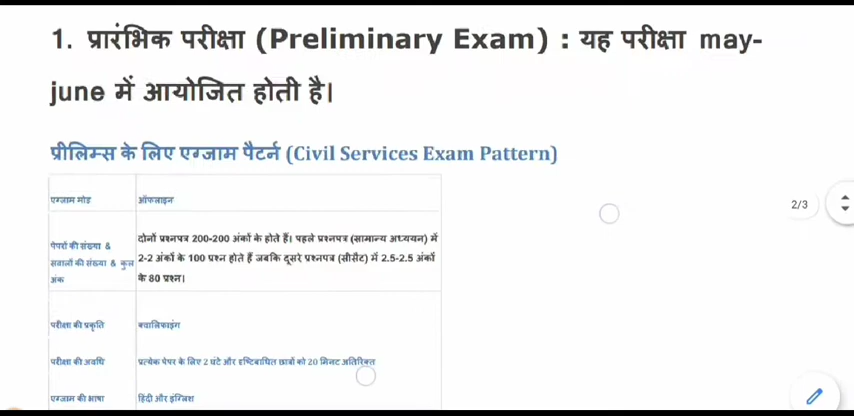 1. प्रारंभिक परीक्षा (Preliminary Exam) : यह परीक्षा may-
june में आयोजित होती है।
प्रीलिम्स के लिए एग्जाम पैटर्न (Civil Services Exam Pattern)
एग्जाम मोड ऑफलाइन
2/3
पेपरों की संख्या &
सवालों की संख्या & कुल
अंक
दोनों प्रश्नपत्र 200-200 अंकों के होते हैं। पहले प्रश्नपत्र (सामान्य अध्ययन) में
2-2 अंकों के 100 प्रश्न होते हैं जबकि दूसरे प्रश्नपत्र (सीसैट) में 2.5-2.5 अंकों
के 80 प्रश्न।
परीक्षा की प्रकृति क्वालिफाइंग
परीक्षा की अवधि प्रत्येक पेपर के लिए 2 घंटे और दृष्टिबाधित छात्रों को 20 मिनट अतिरिक्त
एग्जाम की भाषा हिंदी और इंग्लिश